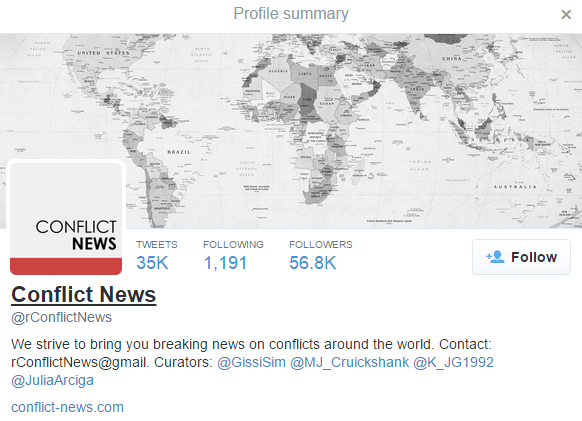 Profile summary
×
UNITED STATES
ALGERIA
LIBYA
CHINA
INDIA
BRAZIL
AUSTRALIA
CONFLICT
NEWS
TWEETS FOLLOWING FOLLOWERS
35K 1,191 56.8K
Follow
Conflict News
@rConflictNews
We strive to bring you breaking news on conflicts around the world. Contact:
rConflictNews@gmail. Curators: @GissiSim @MJ_Cruickshank @K_JG1992
@JuliaArciga
conflict-news.com